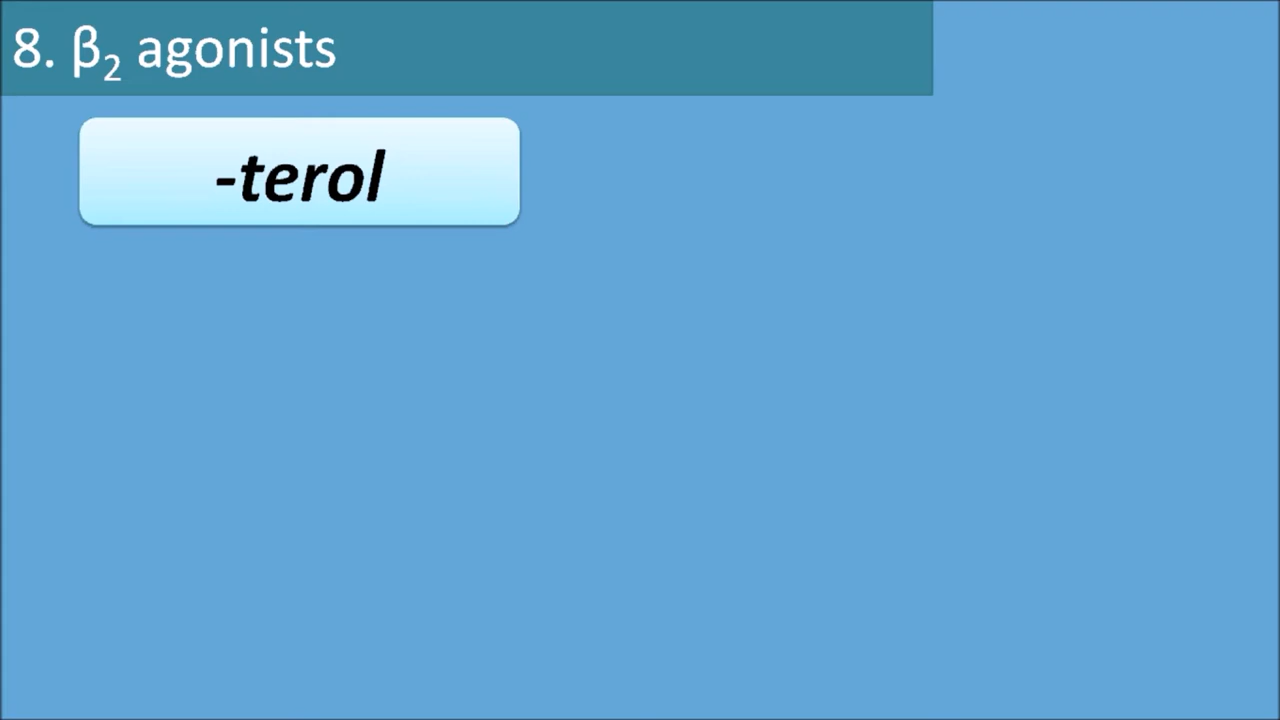 8. β₂ agonists
-terol